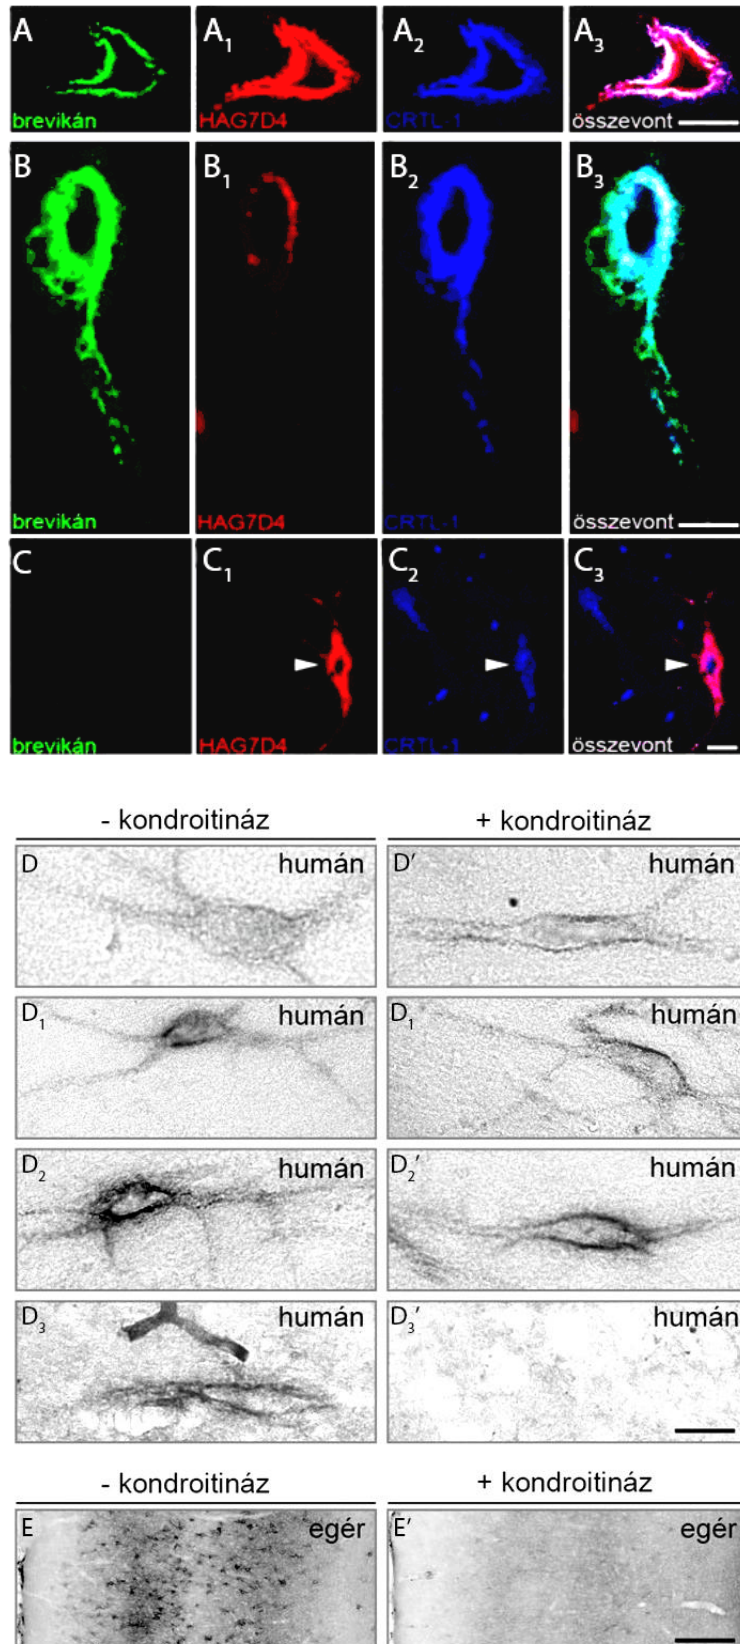 A A1 A2 A3
brevikán HAG7D4 CRTL-1 összevont
B B1 B2 B3
brevikán HAG7D4 CRTL-1 összevont
C C1 C2 C3
brevikán HAG7D4 CRTL-1 összevont
- kondroitináz + kondroitináz
D humán D' humán
D1 humán D1 humán
D2 humán D2' humán
D3 humán D3' humán
- kondroitináz + kondroitináz
E egér E' egér